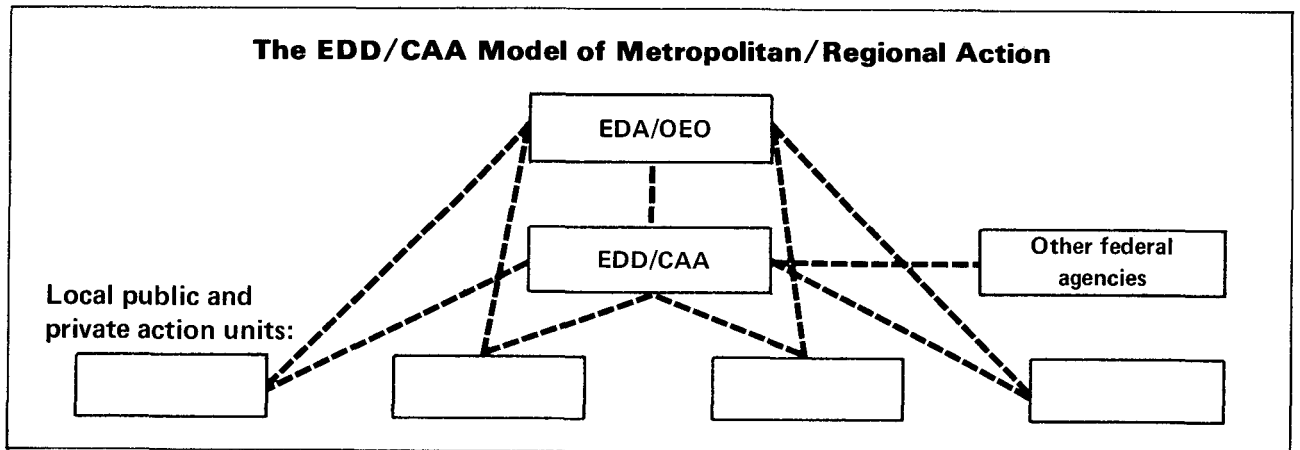 The EDD/CAA Model of Metropolitan/Regional Action
EDA/OEO
EDD/CAA
Other federal
agencies
Local public and
private action units: